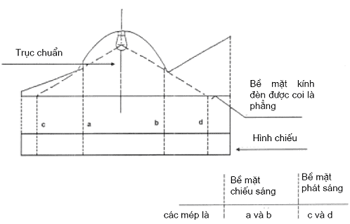 Trục chuẩn
Bề mặt kính
đèn được coi là
phẳng
c
a
b
d
Hình chiếu
Bề mặt
chiếu sáng
Bề mặt
phát sáng
các mép là
a và b
c và d